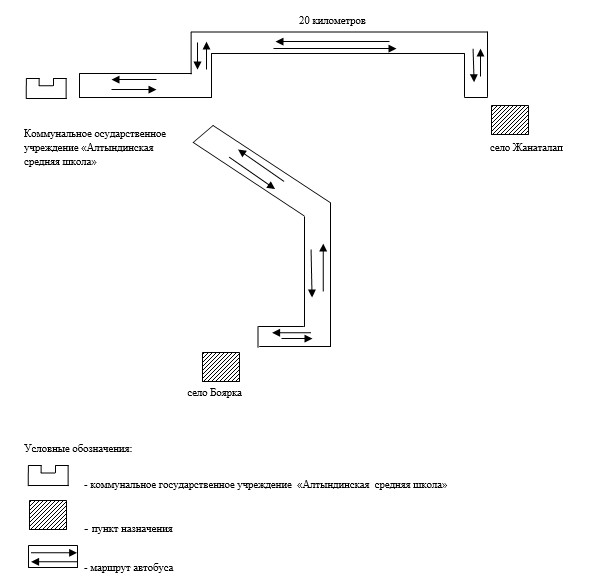 20 километров
Коммунальное осударственное
учреждение «Алтындинская
средняя школа»
село Жанаталап
село Боярка
Условные обозначения:
- коммунальное государственное учреждение «Алтындинская средняя школа»
- пункт назначения
- маршрут автобуса